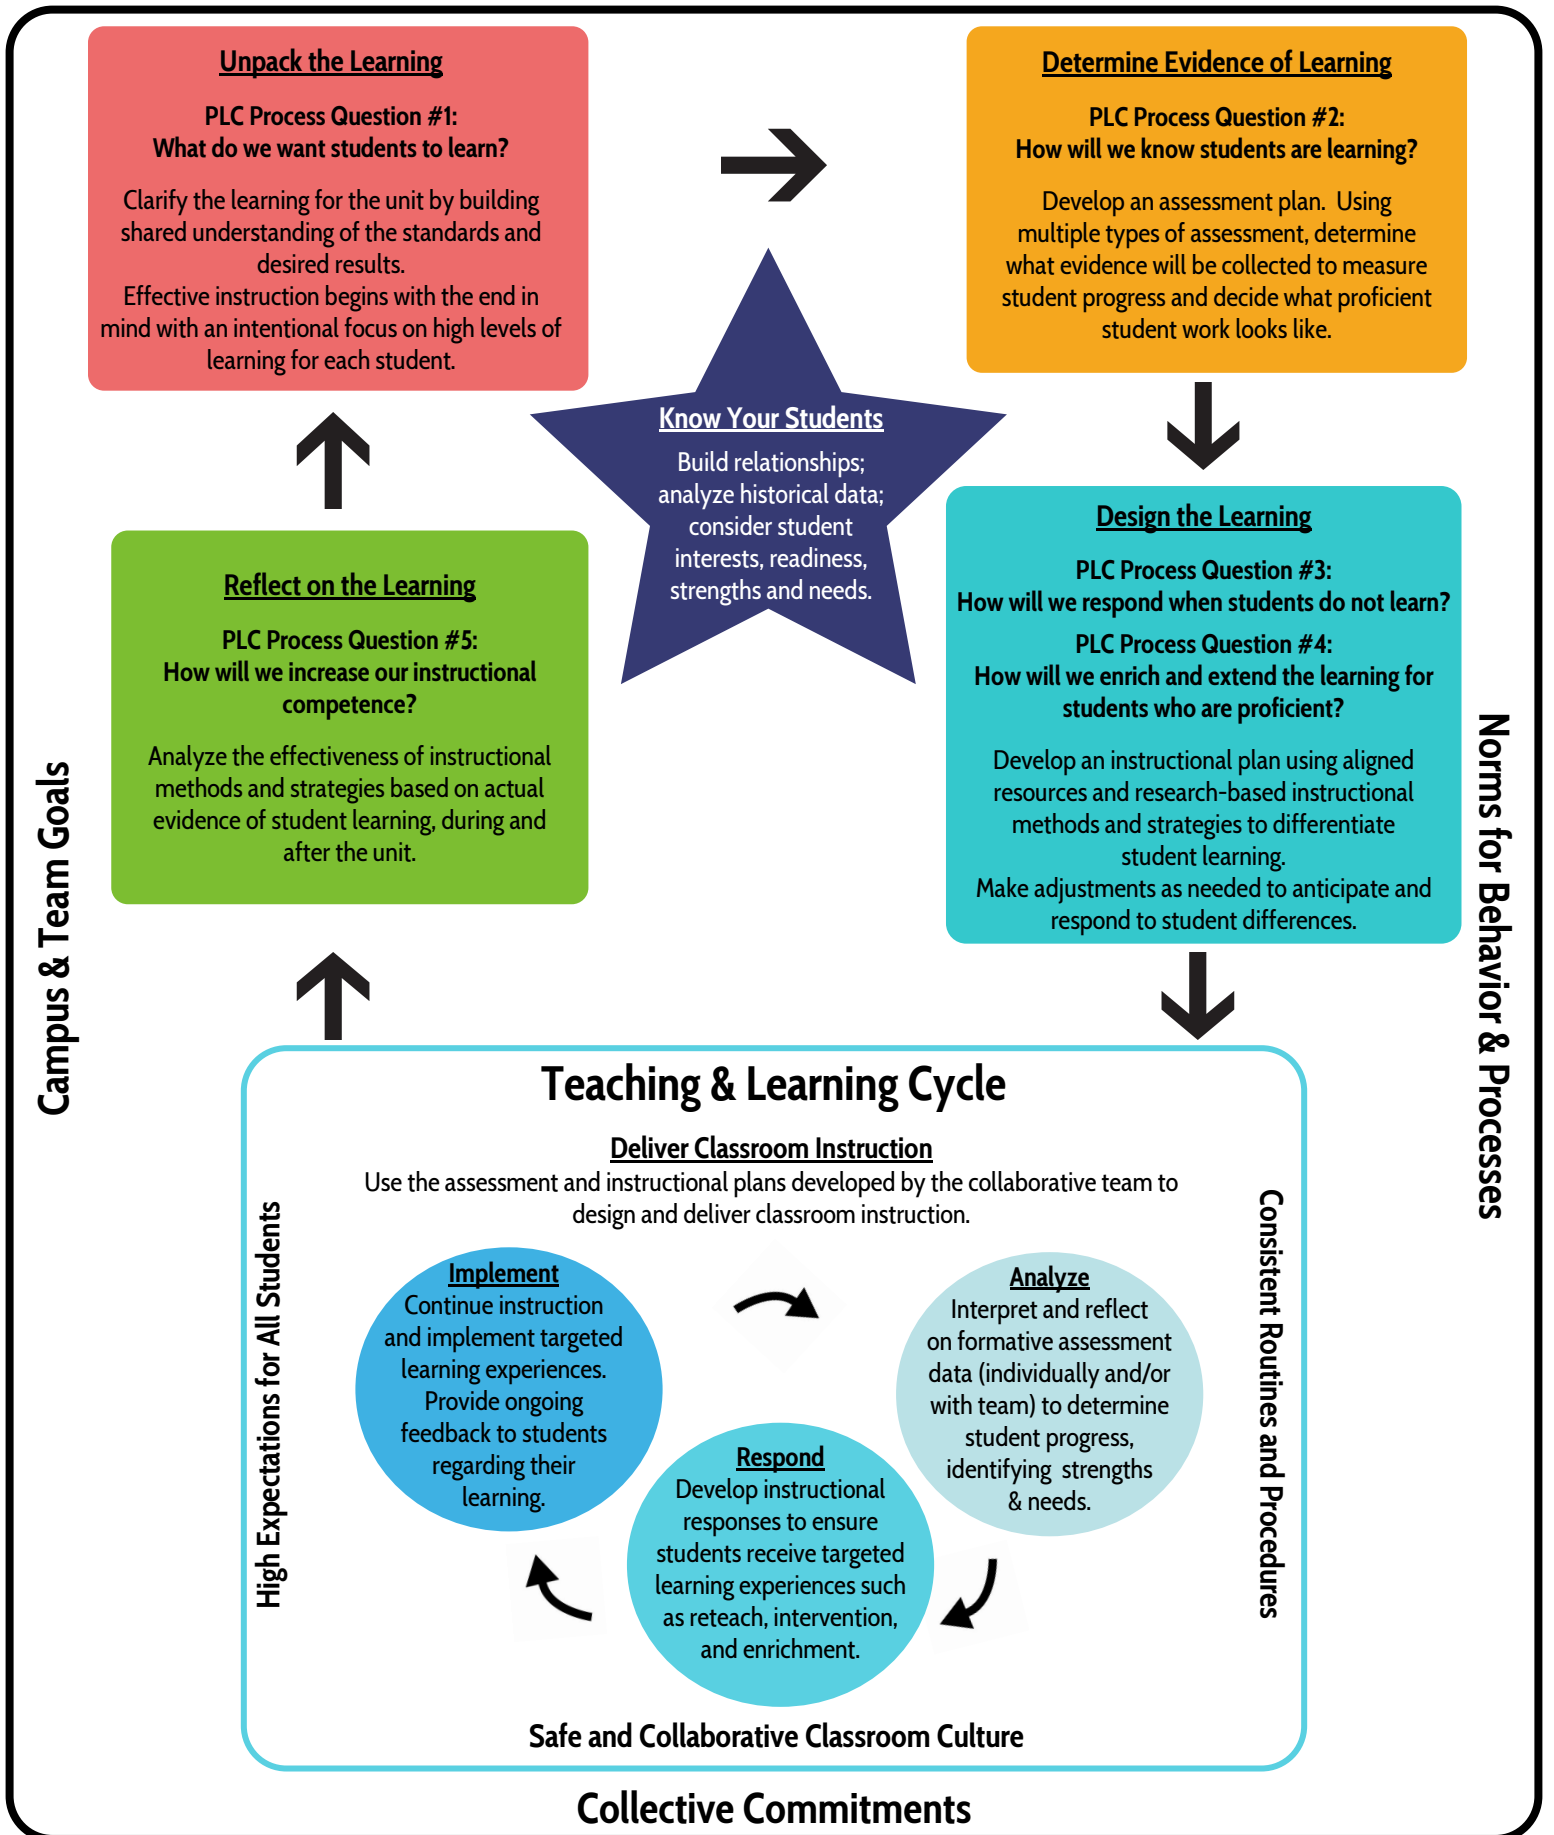 Unpack the Learning
PLC Process Question #1:
What do we want students to learn?
Clarify the learning for the unit by building
shared understanding of the standards and
desired results.
Effective instruction begins with the end in
mind with an intentional focus on high levels of
learning for each student.
Determine Evidence of Learning
PLC Process Question #2:
How will we know students are learning?
Develop an assessment plan.  Using
multiple types of assessment, determine
what evidence will be collected to measure
student progress and decide what proficient
student work looks like.
Know Your Students
Build relationships;
analyze historical data;
consider student
interests, readiness,
strengths and needs.
Design the Learning
PLC Process Question #3:
How will we respond when students do not learn?
PLC Process Question #4:
How will we enrich and extend the learning for
students who are proficient?
Develop an instructional plan using aligned
resources and research-based instructional
methods and strategies to differentiate
student learning.
Make adjustments as needed to anticipate and
respond to student differences.
Reflect on the Learning
PLC Process Question #5:
How will we increase our instructional
competence?
Analyze the effectiveness of instructional
methods and strategies based on actual
evidence of student learning, during and
after the unit.
Campus & Team Goals
Norms for Behavior & Processes
Teaching & Learning Cycle
Deliver Classroom Instruction
Use the assessment and instructional plans developed by the collaborative team to
design and deliver classroom instruction.
High Expectations for All Students
Consistent Routines and Procedures
Implement
Continue instruction
and implement targeted
learning experiences.
Provide ongoing
feedback to students
regarding their
learning.
Analyze
Interpret and reflect
on formative assessment
data (individually and/or
with team) to determine
student progress,
identifying  strengths
& needs.
Respond
Develop instructional
responses to ensure
students receive targeted
learning experiences such
as reteach, intervention,
and enrichment.
Safe and Collaborative Classroom Culture
Collective Commitments